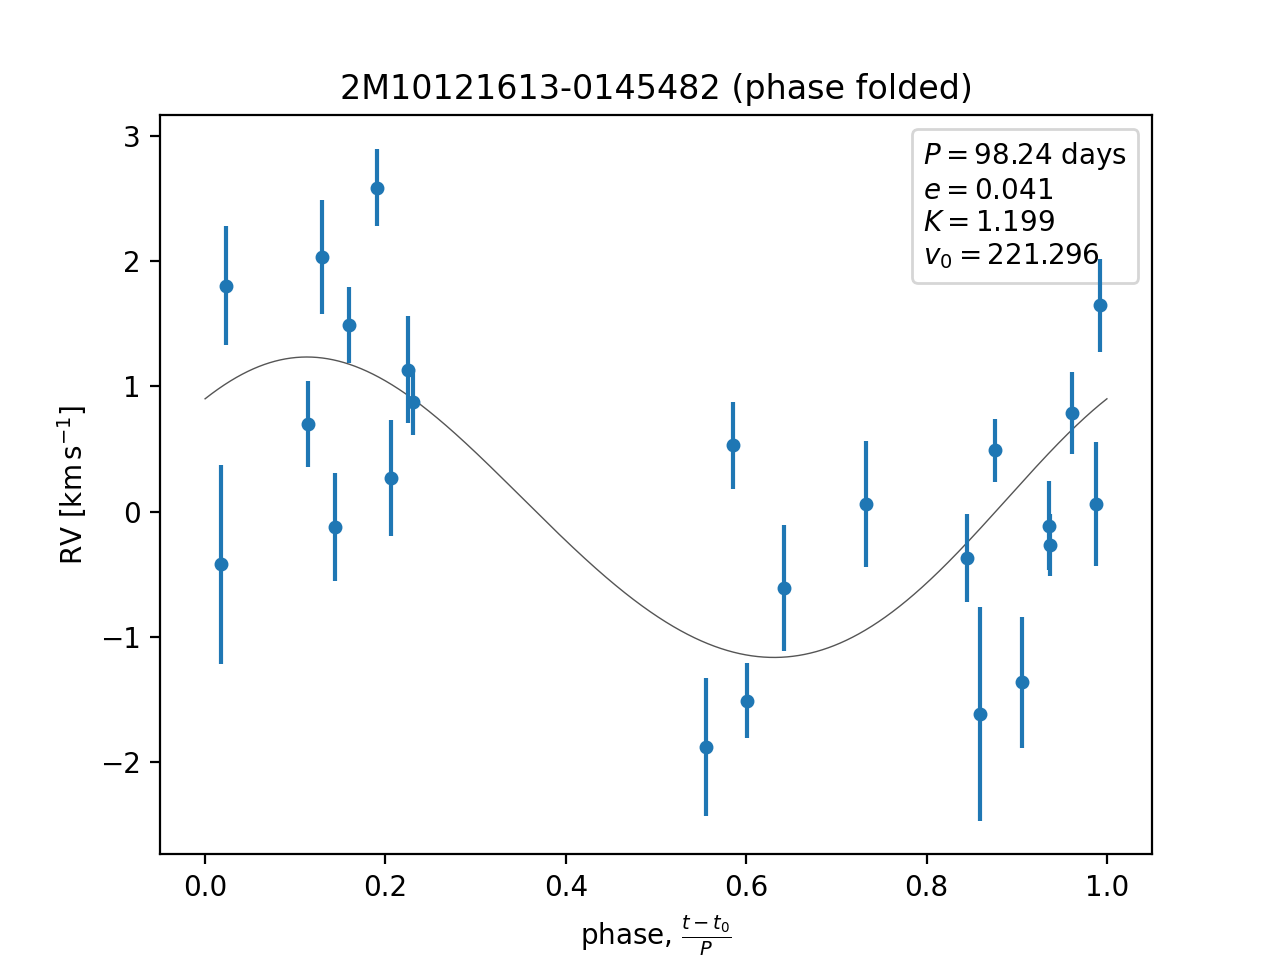 2M10121613-0145482 (phase folded)
P = 98.24 days
e = 0.041
K = 1.199
v₀ = 221.296
3
2
1
0
−1
−2
RV [km s⁻¹]
0.0 0.2 0.4 0.6 0.8 1.0
phase, (t − t₀)/P